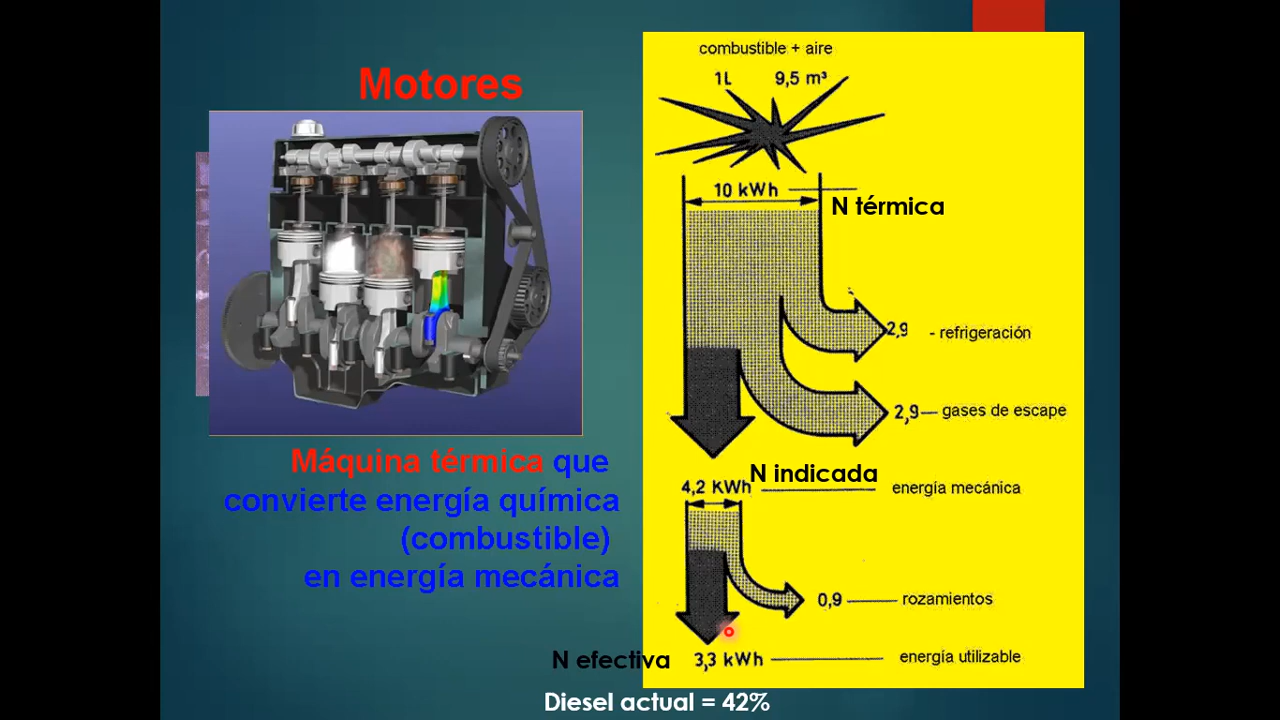 Motores
Máquina térmica que
convierte energía química
(combustible)
en energía mecánica
combustible + aire
1L 9,5 m³
10 kWh
N térmica
2,9 - refrigeración
2,9 gases de escape
N indicada
4,2 KWh energía mecánica
0,9 rozamientos
N efectiva 3,3 kWh energía utilizable
Diesel actual = 42%